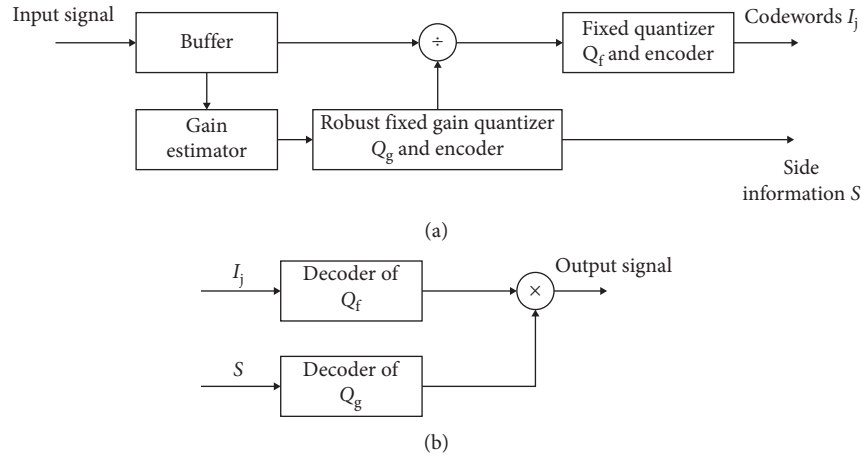 Input signal
Buffer
÷
Fixed quantizer
Qf and encoder
Codewords Ij
Gain
estimator
Robust fixed gain quantizer
Qg and encoder
Side
information S
(a)
Ij
Decoder of
Qf
×
Output signal
S
Decoder of
Qg
(b)